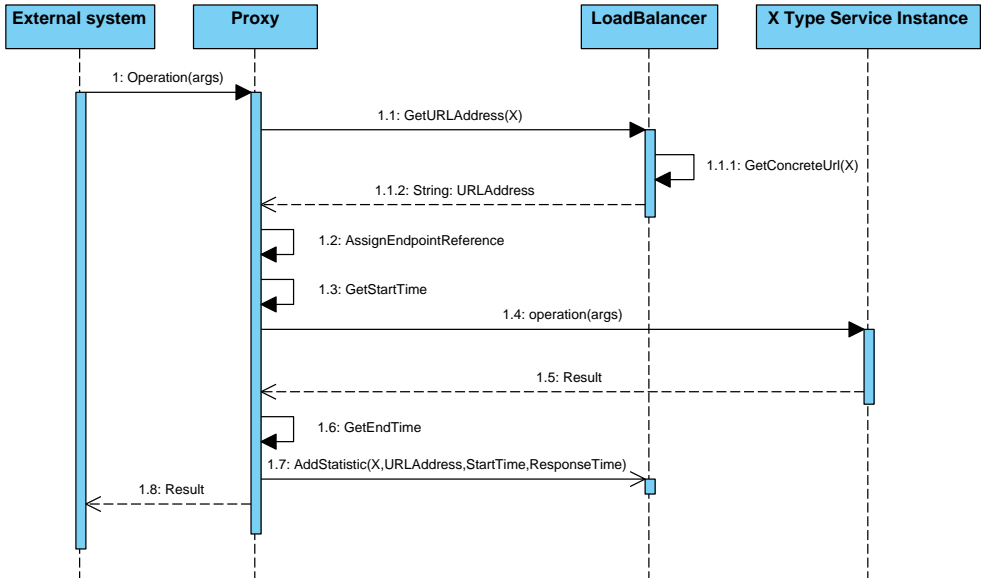 External system
Proxy
LoadBalancer
X Type Service Instance
1: Operation(args)
1.1: GetURLAddress(X)
1.1.1: GetConcreteUrl(X)
1.1.2: String: URLAddress
1.2: AssignEndpointReference
1.3: GetStartTime
1.4: operation(args)
1.5: Result
1.6: GetEndTime
1.7: AddStatistic(X,URLAddress,StartTime,ResponseTime)
1.8: Result